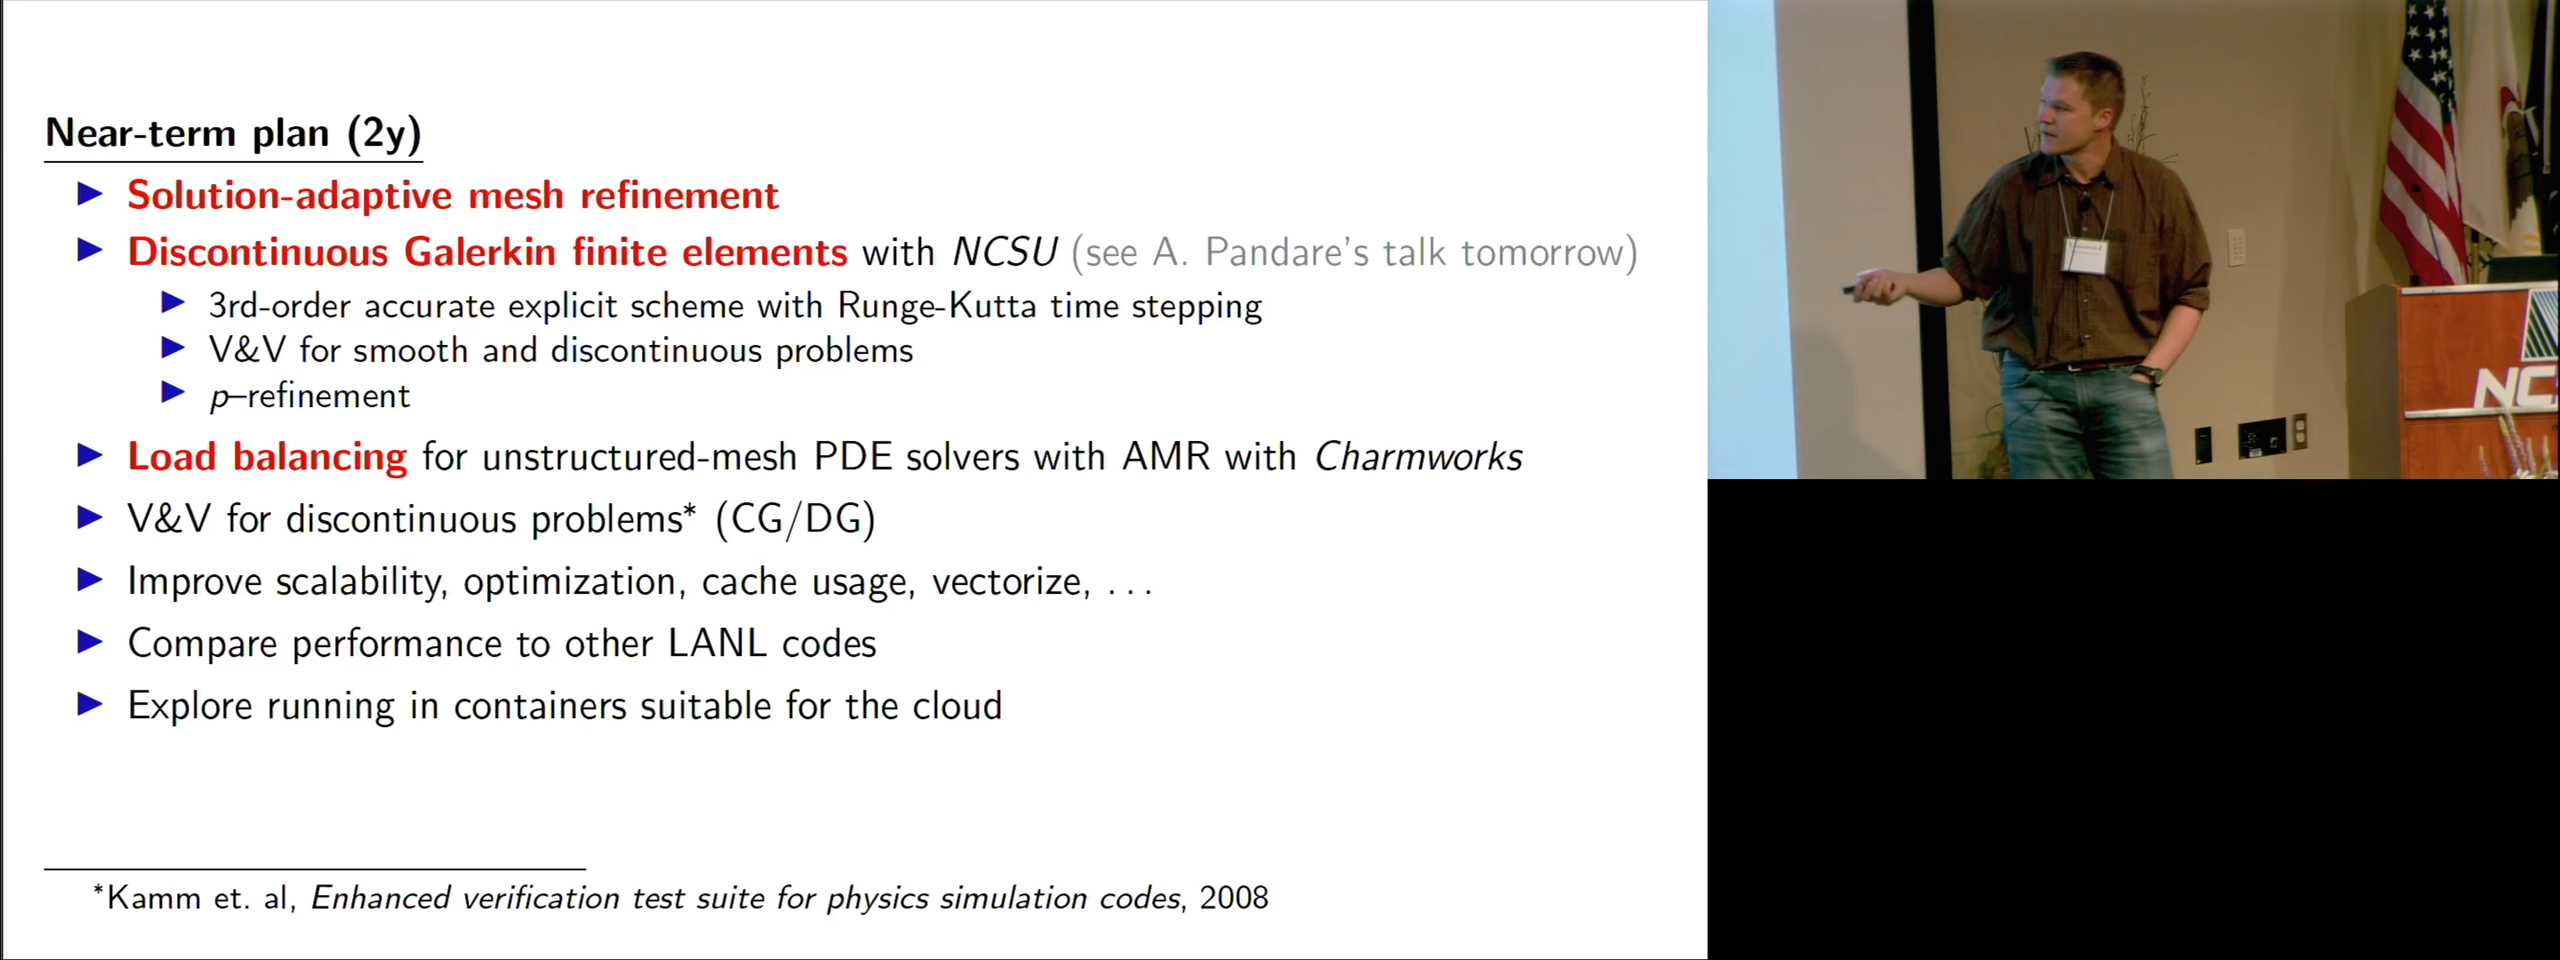 Near-term plan (2y)
▶ Solution-adaptive mesh refinement
▶ Discontinuous Galerkin finite elements with NCSU (see A. Pandare's talk tomorrow)
▶ 3rd-order accurate explicit scheme with Runge-Kutta time stepping
▶ V&V for smooth and discontinuous problems
▶ p–refinement
▶ Load balancing for unstructured-mesh PDE solvers with AMR with Charmworks
▶ V&V for discontinuous problems* (CG/DG)
▶ Improve scalability, optimization, cache usage, vectorize, ...
▶ Compare performance to other LANL codes
▶ Explore running in containers suitable for the cloud
*Kamm et. al, Enhanced verification test suite for physics simulation codes, 2008
NC